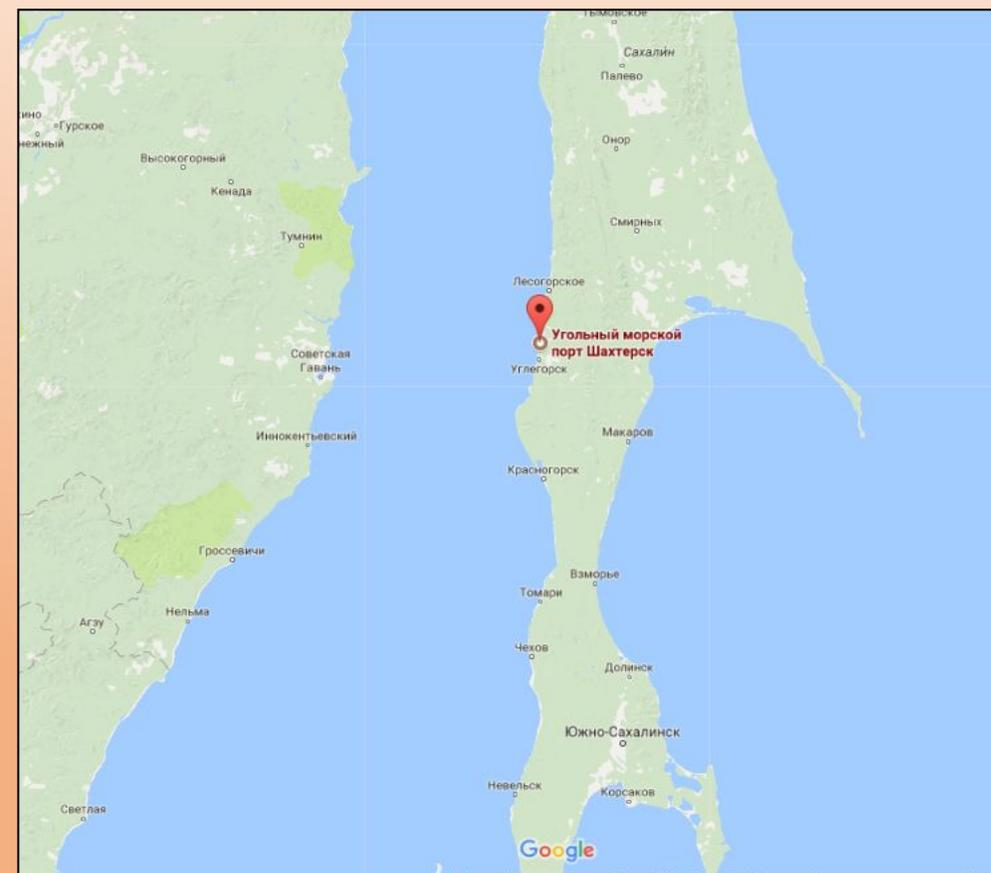 Тымовское
Сахалин
Палево
Гурское
Онор
Высокогорный
Кенада
Смирных
Тумнин
Лесогорское
Угольный морской
порт Шахтерск
Советская
Гавань
Углегорск
Иннокентьевский
Макаров
Красногорск
Гроссевичи
Взморье
Томари
Нельма
Агзу
Чехов
Долинск
Южно-Сахалинск
Невельск
Корсаков
Светлая
Google